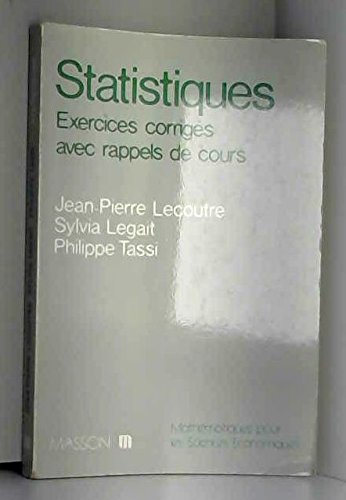 Statistiques
Exercices corrigés
avec rappels de cours
Jean-Pierre Lecoutre
Sylvia Legait
Philippe Tassi
MASSON m
Mathématiques pour
les Sciences Economiques